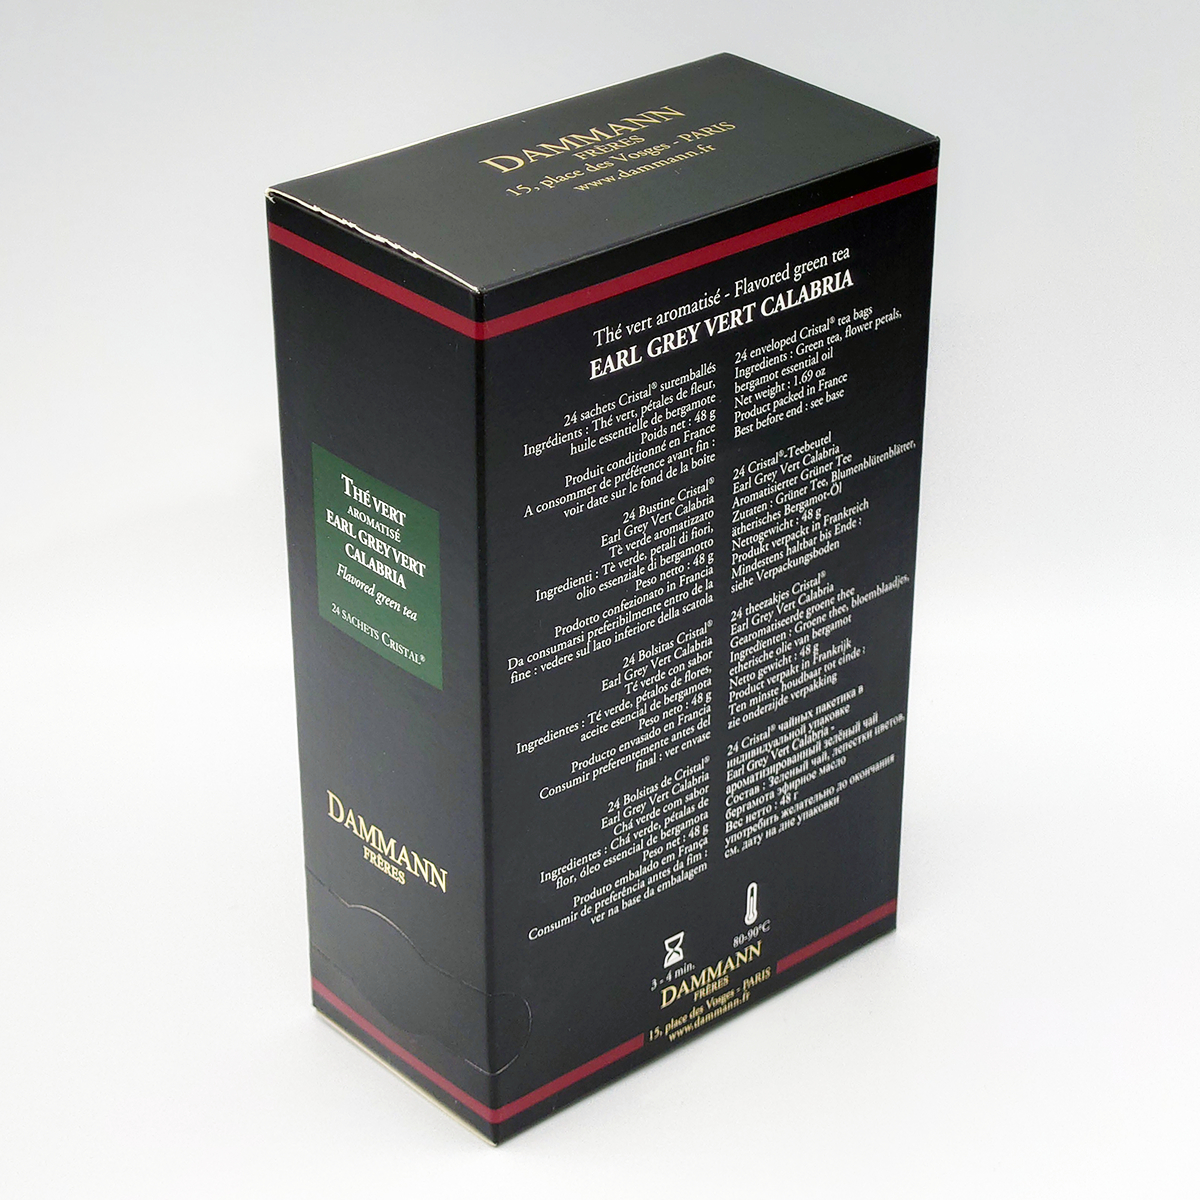 DAMMANN
FRÈRES
15, place des Vosges - PARIS
www.dammann.fr
THÉ VERT
AROMATISÉ
EARL GREY VERT
CALABRIA
Flavored green tea
24 SACHETS CRISTAL®
DAMMANN
FRÈRES
Thé vert aromatisé - Flavored green tea
EARL GREY VERT CALABRIA
24 sachets Cristal® suremballés
Ingrédients : Thé vert, pétales de fleur,
huile essentielle de bergamote
Poids net : 48 g
Produit conditionné en France
A consommer de préférence avant fin :
voir date sur le fond de la boîte
24 Bustine Cristal®
Earl Grey Vert Calabria
Tè verde aromatizzato
Ingredienti : Tè verde, petali di fiori,
olio essenziale di bergamotto
Peso netto : 48 g
Prodotto confezionato in Francia
Da consumarsi preferibilmente entro de la
fine : vedere sul lato inferiore della scatola
24 Bolsitas Cristal®
Earl Grey Vert Calabria
Té verde con sabor
Ingredientes : Té verde, pétalos de flores,
aceite esencial de bergamota
Peso neto : 48 g
Producto envasado en Francia
Consumir preferentemente antes del
final : ver envase
24 Bolsitas de Cristal®
Earl Grey Vert Calabria
Chá verde com sabor
Ingredientes : Chá verde, pétalas de
flor, óleo essencial de bergamota
Peso net : 48 g
Produto embalado em França
Consumir de preferência antes da fim :
ver na base da embalagem
24 enveloped Cristal® tea bags
Ingredients : Green tea, flower petals,
bergamot essential oil
Net weight : 1.69 oz
Product packed in France
Best before end : see base
24 Cristal®-Teebeutel
Earl Grey Vert Calabria
Aromatisierter Grüner Tee
Zutaten : Grüner Tee, Blumenblütenblätter,
ätherisches Bergamot-Öl
Nettogewicht : 48 g
Produkt verpackt in Frankreich
Mindestens haltbar bis Ende :
siehe Verpackungsboden
24 theezakjes Cristal®
Earl Grey Vert Calabria
Gearomatiseerde groene thee
Ingrediënten : Groene thee, bloemblaadjes,
etherische olie van bergamot
Netto gewicht : 48 g
Product verpakt in Frankrijk
Ten minste houdbaar tot einde :
zie onderzijde verpakking
24 Cristal® чайных пакетика в
индивидуальной упаковке
Earl Grey Vert Calabria -
ароматизированный зелёный чай
Состав : Зеленый чай, лепестки цветов,
бергамота эфирное масло
Вес нетто : 48 г
употребить желательно до окончания
см. дату на дне упаковки
3 - 4 min.
80-90°C
DAMMANN
FRÈRES
15, place des Vosges - PARIS
www.dammann.fr